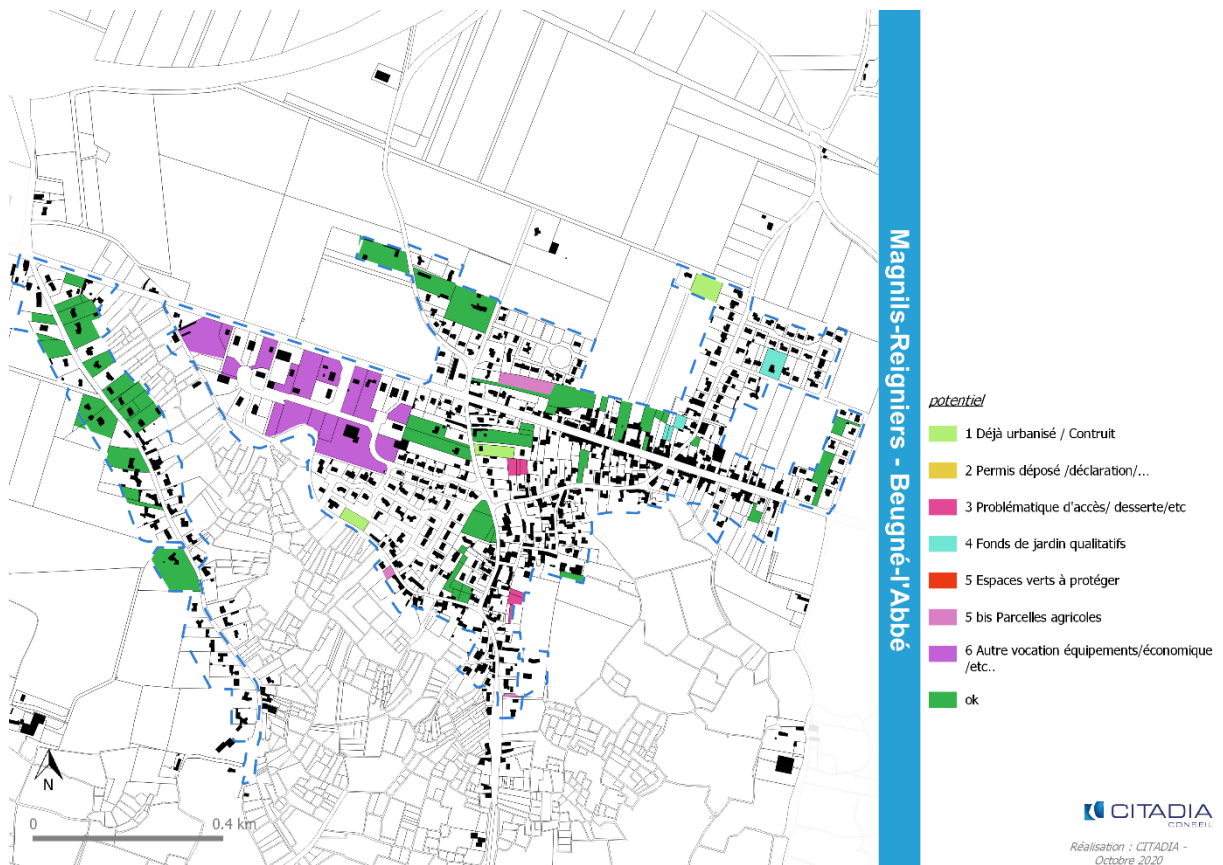 Magnils-Reigniers - Beugné-l'Abbé
potentiel
1 Déjà urbanisé / Contruit
2 Permis déposé /déclaration/...
3 Problématique d'accès/ desserte/etc
4 Fonds de jardin qualitatifs
5 Espaces verts à protéger
5 bis Parcelles agricoles
6 Autre vocation équipements/économique
/etc..
ok
N
0 0.4 km
CITADIA
CONSEIL
Réalisation : CITADIA -
Octobre 2020